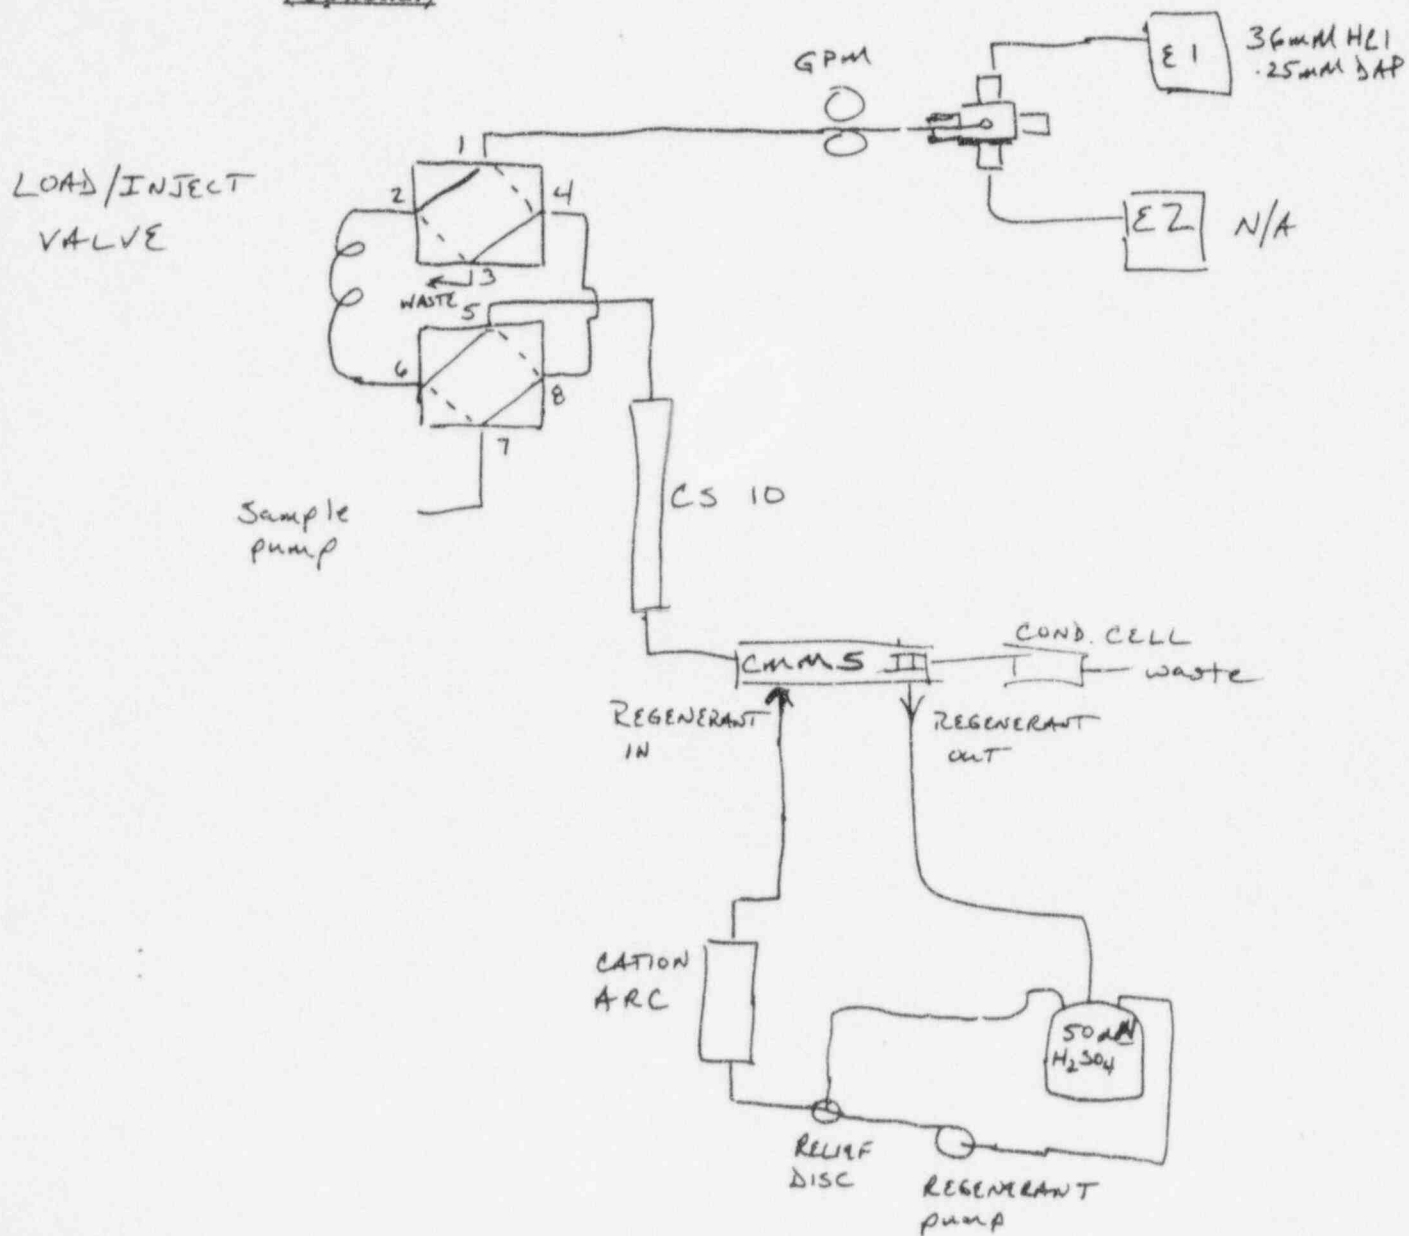 (Optional)
GPM
E1
36mM HCl
.25mM DAP
E2
N/A
LOAD/INJECT
VALVE
1
2
4
3
WASTE
5
6
8
7
Sample
pump
CS 10
CMMS II
COND. CELL
waste
REGENERANT
IN
REGENERANT
OUT
CATION
ARC
50mN
H2SO4
RELIEF
DISC
REGENERANT
pump